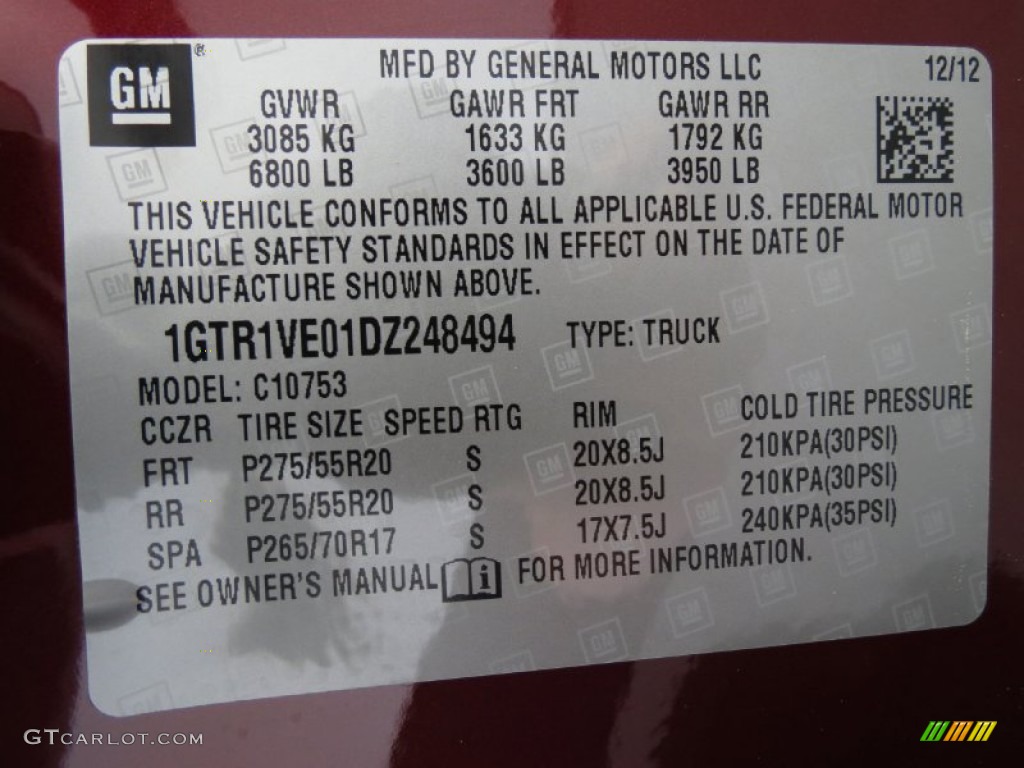 GM ® MFD BY GENERAL MOTORS LLC 12/12
GVWR GAWR FRT GAWR RR
3085 KG 1633 KG 1792 KG
6800 LB 3600 LB 3950 LB
THIS VEHICLE CONFORMS TO ALL APPLICABLE U.S. FEDERAL MOTOR
VEHICLE SAFETY STANDARDS IN EFFECT ON THE DATE OF
MANUFACTURE SHOWN ABOVE.
1GTR1VE01DZ248494 TYPE: TRUCK
MODEL: C10753
CCZR TIRE SIZE SPEED RTG RIM COLD TIRE PRESSURE
FRT P275/55R20 S 20X8.5J 210KPA(30PSI)
RR P275/55R20 S 20X8.5J 210KPA(30PSI)
SPA P265/70R17 S 17X7.5J 240KPA(35PSI)
SEE OWNER'S MANUAL i FOR MORE INFORMATION.
GTCARLOT.COM